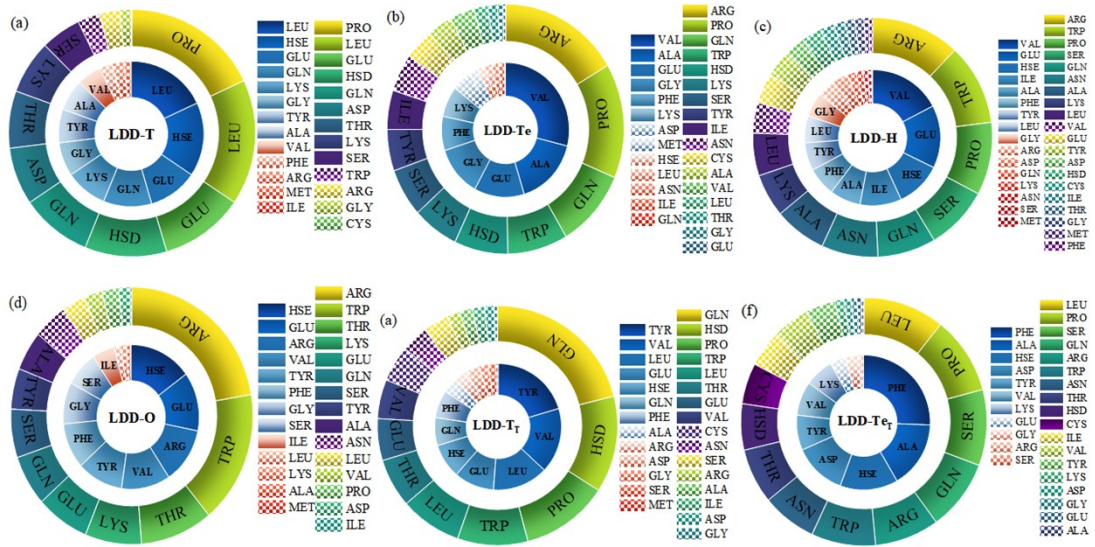 (a)
PRO
LEU
GLU
HSD
GLN
ASP
THR
LYS
SER
LEU
HSE
GLU
GLN
LYS
GLY
TYR
ALA
VAL
LDD-T
LEU
HSE
GLU
GLN
LYS
GLY
TYR
ALA
VAL
PHE
ARG
MET
ILE
PRO
LEU
GLU
HSD
GLN
ASP
THR
LYS
SER
TRP
ARG
GLY
CYS
(b)
ARG
PRO
GLN
TRP
HSD
LYS
SER
TYR
ILE
VAL
ALA
GLU
GLY
PHE
LYS
LDD-Te
VAL
ALA
GLU
GLY
PHE
LYS
ASP
MET
HSE
LEU
ASN
ILE
GLN
ARG
PRO
GLN
TRP
HSD
LYS
SER
TYR
ILE
ASN
CYS
ALA
VAL
LEU
THR
GLY
GLU
(c)
ARG
TRP
PRO
SER
GLN
ASN
ALA
LYS
LEU
VAL
GLU
HSE
ILE
ALA
PHE
TYR
LEU
GLY
LDD-H
VAL
GLU
HSE
ILE
ALA
PHE
TYR
LEU
GLY
ARG
ASP
GLN
LYS
ASN
SER
MET
ARG
TRP
PRO
SER
GLN
ASN
ALA
LYS
LEU
VAL
GLU
TYR
ASP
HSD
CYS
ILE
THR
GLY
MET
PHE
(d)
ARG
TRP
THR
LYS
GLU
GLN
SER
TYR
ALA
HSE
GLU
ARG
VAL
TYR
PHE
GLY
SER
ILE
LDD-O
HSE
GLU
ARG
VAL
TYR
PHE
GLY
SER
ILE
LEU
LYS
ALA
MET
ARG
TRP
THR
LYS
GLU
GLN
SER
TYR
ALA
ASN
LEU
VAL
PRO
ASP
ILE
(a)
GLN
HSD
PRO
TRP
LEU
THR
GLU
VAL
TYR
VAL
LEU
GLU
HSE
GLN
PHE
LDD-T_T
TYR
VAL
LEU
GLU
HSE
GLN
PHE
ALA
ARG
ASP
GLY
SER
MET
GLN
HSD
PRO
TRP
LEU
THR
GLU
VAL
CYS
ASN
SER
ARG
ALA
ILE
ASP
GLY
(f)
LEU
PRO
SER
GLN
ARG
TRP
ASN
THR
HSD
CYS
PHE
ALA
HSE
ASP
TYR
VAL
LYS
LDD-Te_T
PHE
ALA
HSE
ASP
TYR
VAL
LYS
GLU
GLY
ARG
SER
LEU
PRO
SER
GLN
ARG
TRP
ASN
THR
HSD
CYS
ILE
VAL
TYR
LYS
ASP
GLY
GLU
ALA